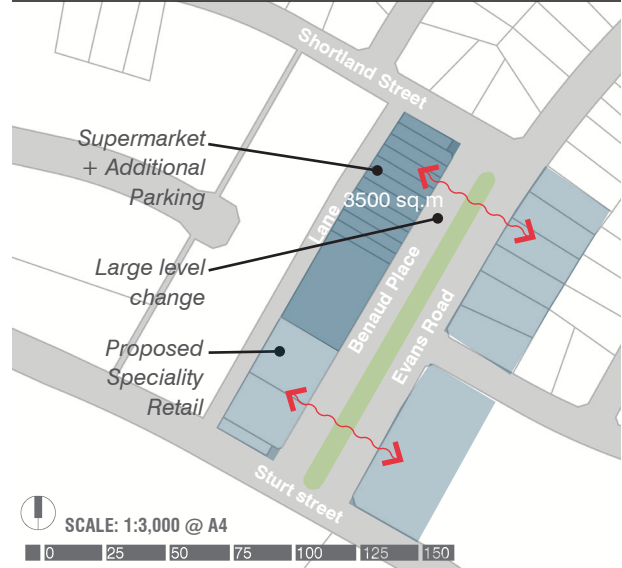 Shortland Street
Supermarket
+ Additional
Parking
3500 sq.m
Lane
Large level
change
Benaud Place
Evans Road
Proposed
Speciality
Retail
Sturt street
SCALE: 1:3,000 @ A4
0 25 50 75 100 125 150